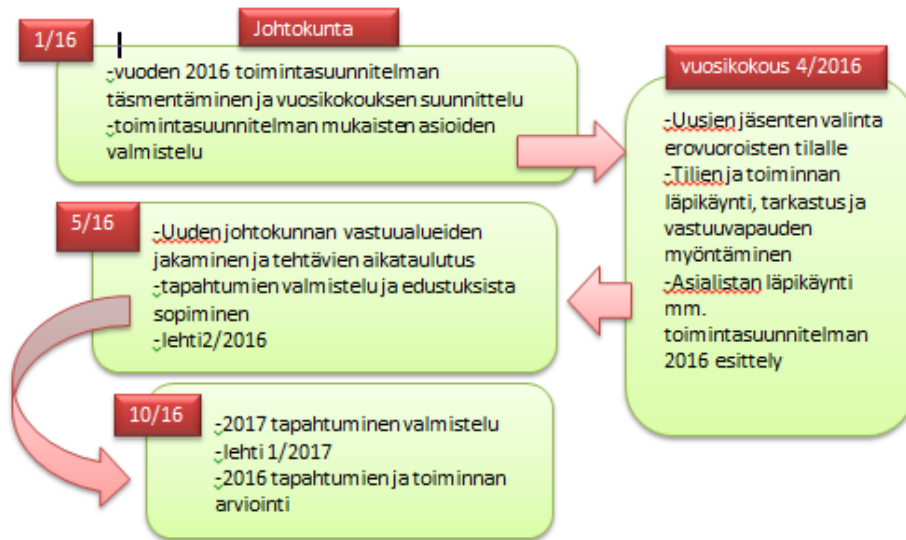 Johtokunta
1/16
-vuoden 2016 toimintasuunnitelman
täsmentäminen ja vuosikokouksen suunnittelu
-toimintasuunnitelman mukaisten asioiden
valmistelu
vuosikokous 4/2016
-Uusien jäsenten valinta
erovuoroisten tilalle
-Tilien ja toiminnan
läpikäynti, tarkastus ja
vastuuvapauden
myöntäminen
-Asialistan läpikäynti
mm.
toimintasuunnitelman
2016 esittely
5/16
-Uuden johtokunnan vastuualueiden
jakaminen ja tehtävien aikataulutus
-tapahtumien valmistelu ja edustuksista
sopiminen
-lehti2/2016
10/16
-2017 tapahtuminen valmistelu
-lehti 1/2017
-2016 tapahtumien ja toiminnan
arviointi